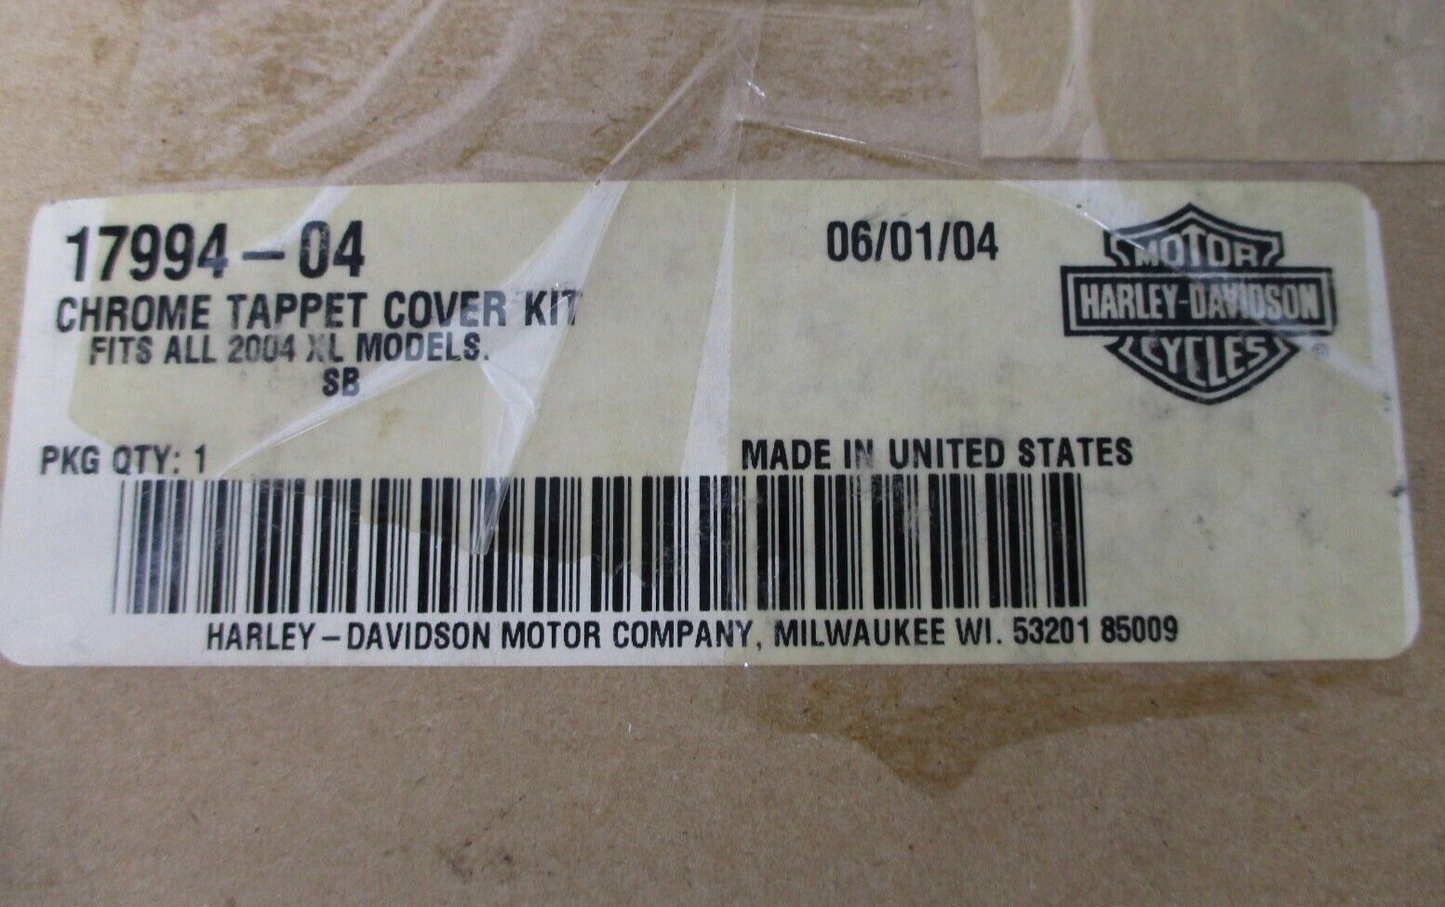 17994-04
06/01/04
CHROME TAPPET COVER KIT
FITS ALL 2004 XL MODELS.
SB
MOTOR
HARLEY-DAVIDSON
CYCLES
®
PKG QTY: 1
MADE IN UNITED STATES
HARLEY-DAVIDSON MOTOR COMPANY, MILWAUKEE WI. 53201 85009